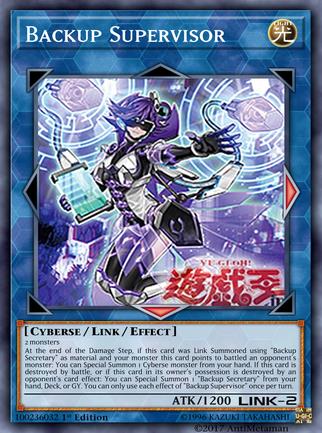 BACKUP SUPERVISOR
LIGHT
光
YU-GI-OH!
遊戯王
[CYBERSE / LINK / EFFECT]
2 monsters
At the end of the Damage Step, if this card was Link Summoned using "Backup
Secretary" as material and your monster this card points to battled an opponent's
monster: You can Special Summon 1 Cyberse monster from your hand. If this card is
destroyed by battle, or if this card in its owner's possession is destroyed by an
opponent's card effect: You can Special Summon 1 "Backup Secretary" from your
hand, Deck, or GY. You can only use each effect of "Backup Supervisor" once per turn.
ATK/1200 LINK-2
100236032 1st Edition ©1996 KAZUKI TAKAHASHI
©2017 AntiMetaman